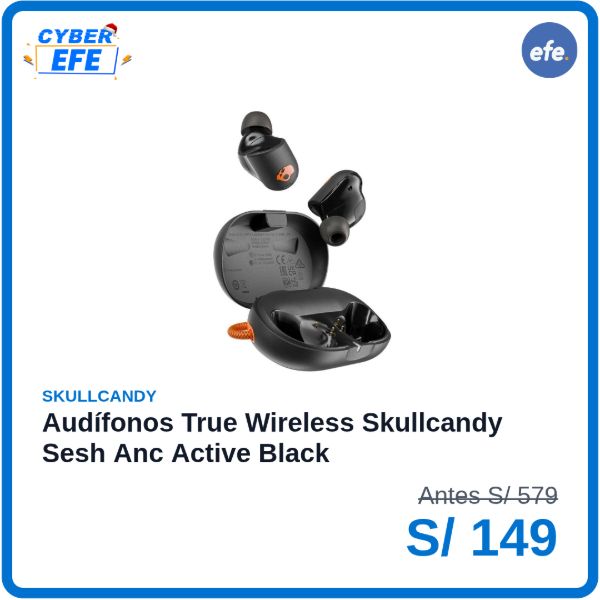 CYBER
EFE
efe.
SKULLCANDY
Audífonos True Wireless Skullcandy
Sesh Anc Active Black
Antes S/ 579
S/ 149